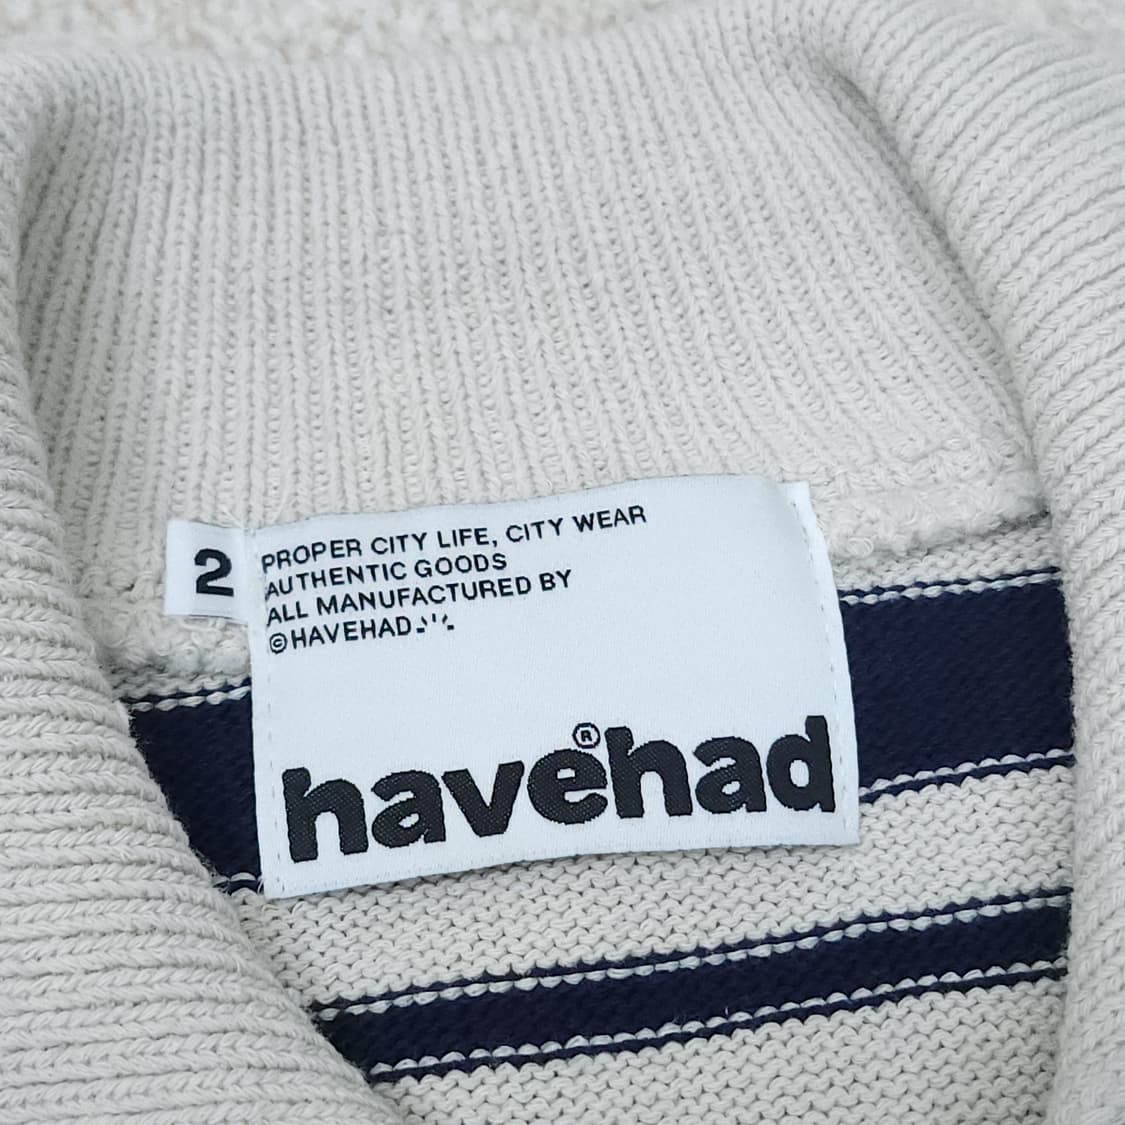 2
PROPER CITY LIFE, CITY WEAR
AUTHENTIC GOODS
ALL MANUFACTURED BY
©HAVEHAD
havehad®